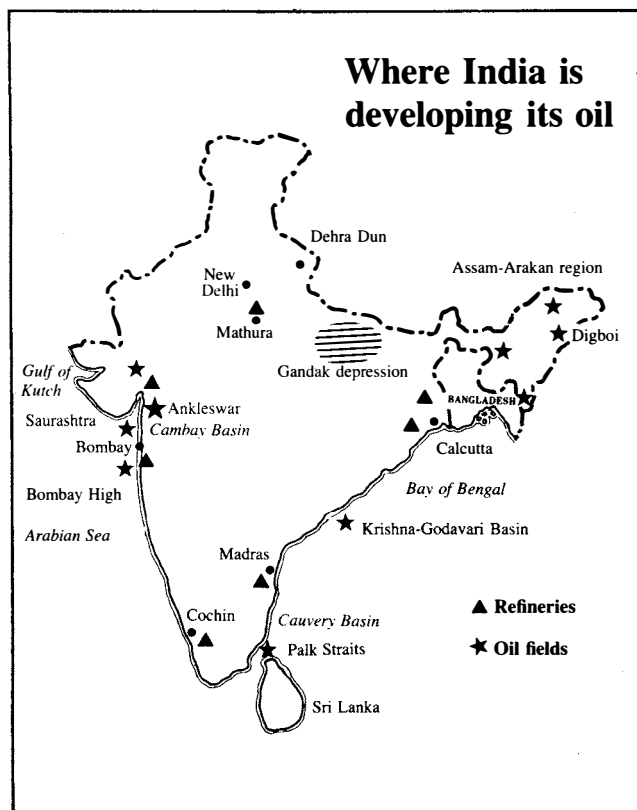 Where India is
developing its oil
Dehra Dun
New
Delhi
Assam-Arakan region
Mathura
Digboi
Gulf of
Kutch
Gandak depression
BANGLADESH
Ankleswar
Saurashtra
Cambay Basin
Bombay
Calcutta
Bombay High
Bay of Bengal
Arabian Sea
Krishna-Godavari Basin
Madras
Refineries
Cochin
Cauvery Basin
Palk Straits
Oil fields
Sri Lanka